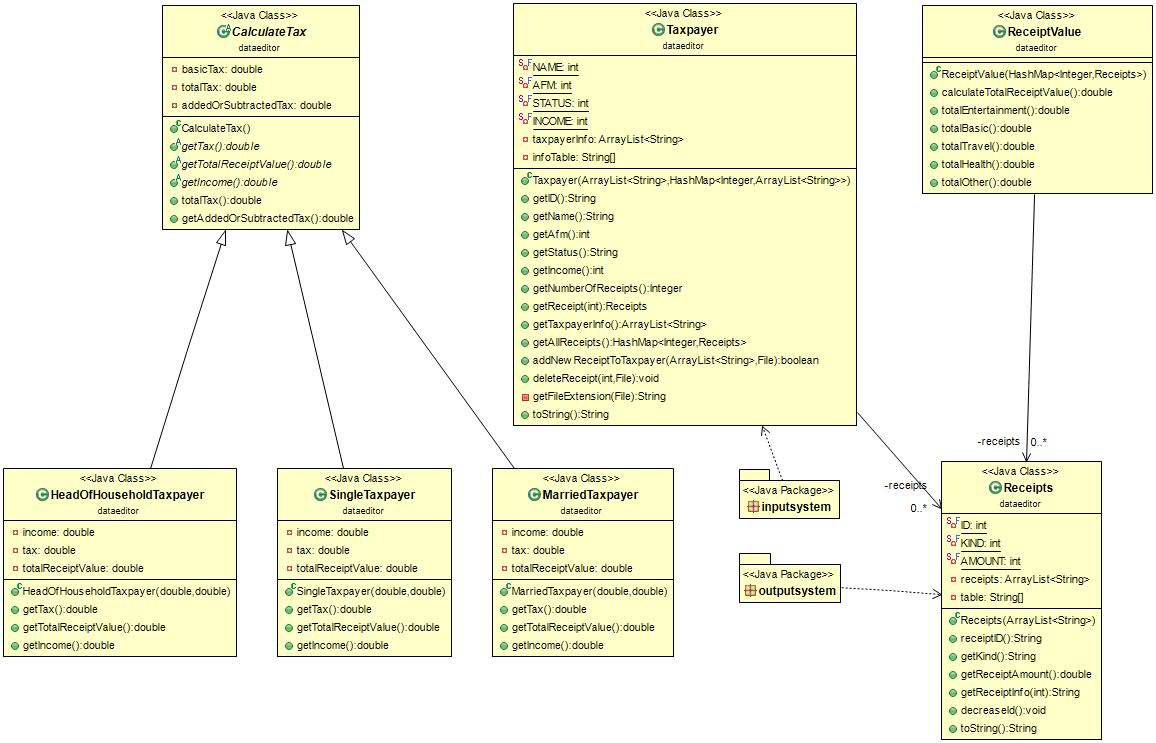 <<Java Class>>
CalculateTax
dataeditor
basicTax: double
totalTax: double
addedOrSubtractedTax: double
CalculateTax()
getTax():double
getTotalReceiptValue():double
getIncome():double
totalTax():double
getAddedOrSubtractedTax():double
<<Java Class>>
Taxpayer
dataeditor
NAME: int
AFM: int
STATUS: int
INCOME: int
taxpayerInfo: ArrayList<String>
infoTable: String[]
Taxpayer(ArrayList<String>,HashMap<Integer,ArrayList<String>>)
getID():String
getName():String
getAfm():int
getStatus():String
getIncome():int
getNumberOfReceipts():Integer
getReceipt(int):Receipts
getTaxpayerInfo():ArrayList<String>
getAllReceipts():HashMap<Integer,Receipts>
addNewReceiptToTaxpayer(ArrayList<String>,File):boolean
deleteReceipt(int,File):void
getFileExtension(File):String
toString():String
<<Java Class>>
ReceiptValue
dataeditor
ReceiptValue(HashMap<Integer,Receipts>)
calculateTotalReceiptValue():double
totalEntertainment():double
totalBasic():double
totalTravel():double
totalHealth():double
totalOther():double
-receipts 0..*
<<Java Class>>
HeadOfHouseholdTaxpayer
dataeditor
income: double
tax: double
totalReceiptValue: double
HeadOfHouseholdTaxpayer(double,double)
getTax():double
getTotalReceiptValue():double
getIncome():double
<<Java Class>>
SingleTaxpayer
dataeditor
income: double
tax: double
totalReceiptValue: double
SingleTaxpayer(double,double)
getTax():double
getTotalReceiptValue():double
getIncome():double
<<Java Class>>
MarriedTaxpayer
dataeditor
income: double
tax: double
totalReceiptValue: double
MarriedTaxpayer(double,double)
getTax():double
getTotalReceiptValue():double
getIncome():double
<<Java Package>>
inputsystem
<<Java Package>>
outputsystem
-receipts
0..*
<<Java Class>>
Receipts
dataeditor
ID: int
KIND: int
AMOUNT: int
receipts: ArrayList<String>
table: String[]
Receipts(ArrayList<String>)
receiptID():String
getKind():String
getReceiptAmount():double
getReceiptInfo(int):String
decreaseId():void
toString():String